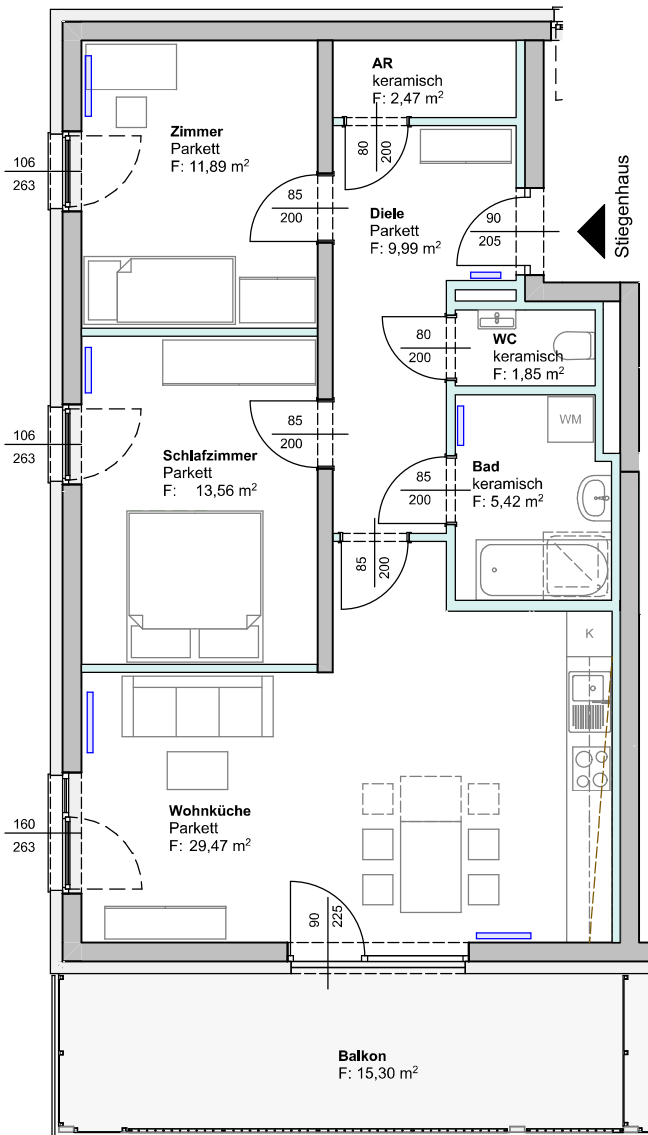 AR
keramisch
F: 2,47 m²
Zimmer
Parkett
F: 11,89 m²
80
200
106
263
85
200
Diele
Parkett
F: 9,99 m²
90
205
Stiegenhaus
80
200
WC
keramisch
F: 1,85 m²
106
263
85
200
WM
Schlafzimmer
Parkett
F: 13,56 m²
Bad
keramisch
F: 5,42 m²
85
200
85
200
K
Wohnküche
Parkett
F: 29,47 m²
160
263
90
225
Balkon
F: 15,30 m²